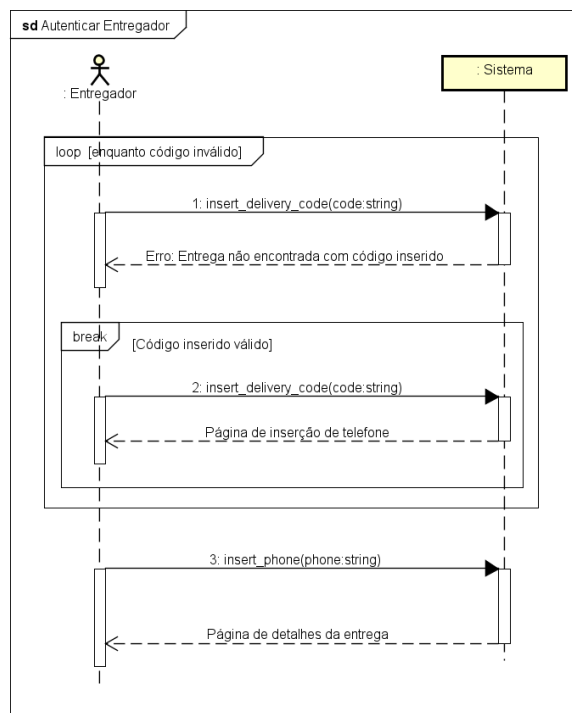 sd Autenticar Entregador
: Entregador
: Sistema
loop [enquanto código inválido]
1: insert_delivery_code(code:string)
Erro: Entrega não encontrada com código inserido
break
[Código inserido válido]
2: insert_delivery_code(code:string)
Página de inserção de telefone
3: insert_phone(phone:string)
Página de detalhes da entrega